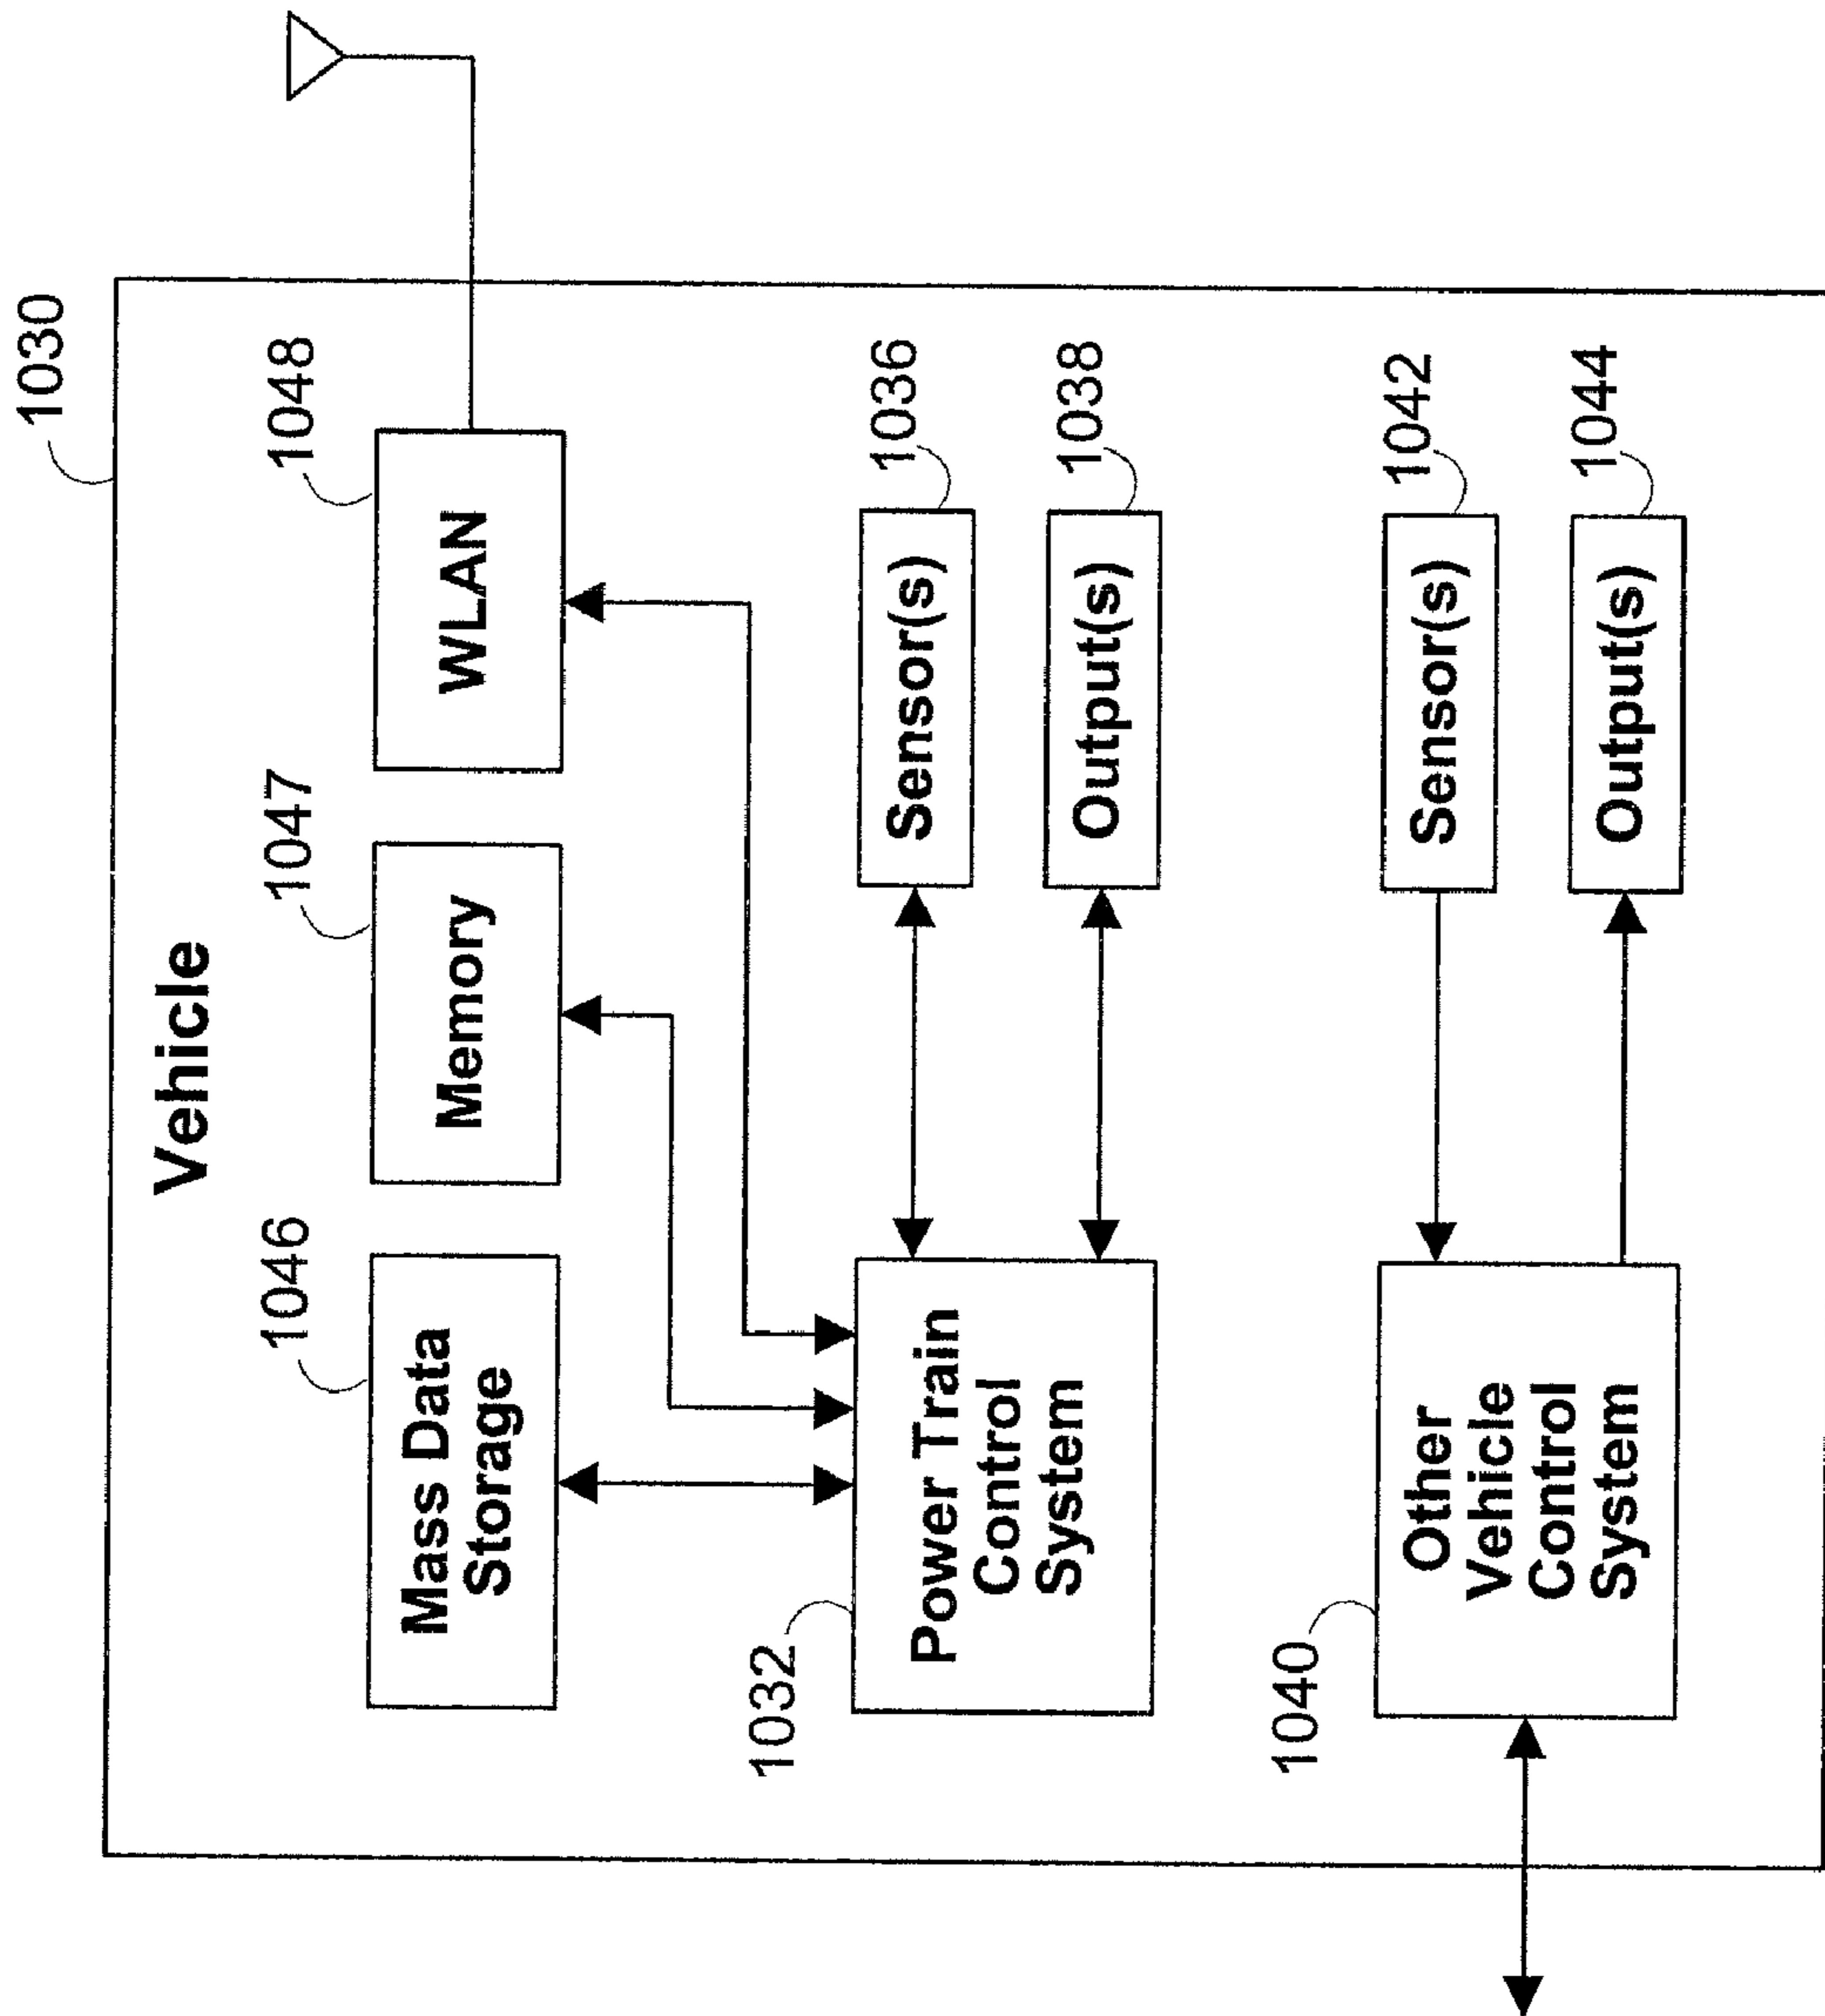 1030
Vehicle
1046
1047
1048
Mass Data
Storage
Memory
WLAN
1032
Power Train
Control
System
Sensor(s)
1036
Output(s)
1038
1040
Other
Vehicle
Control
System
Sensor(s)
1042
Output(s)
1044